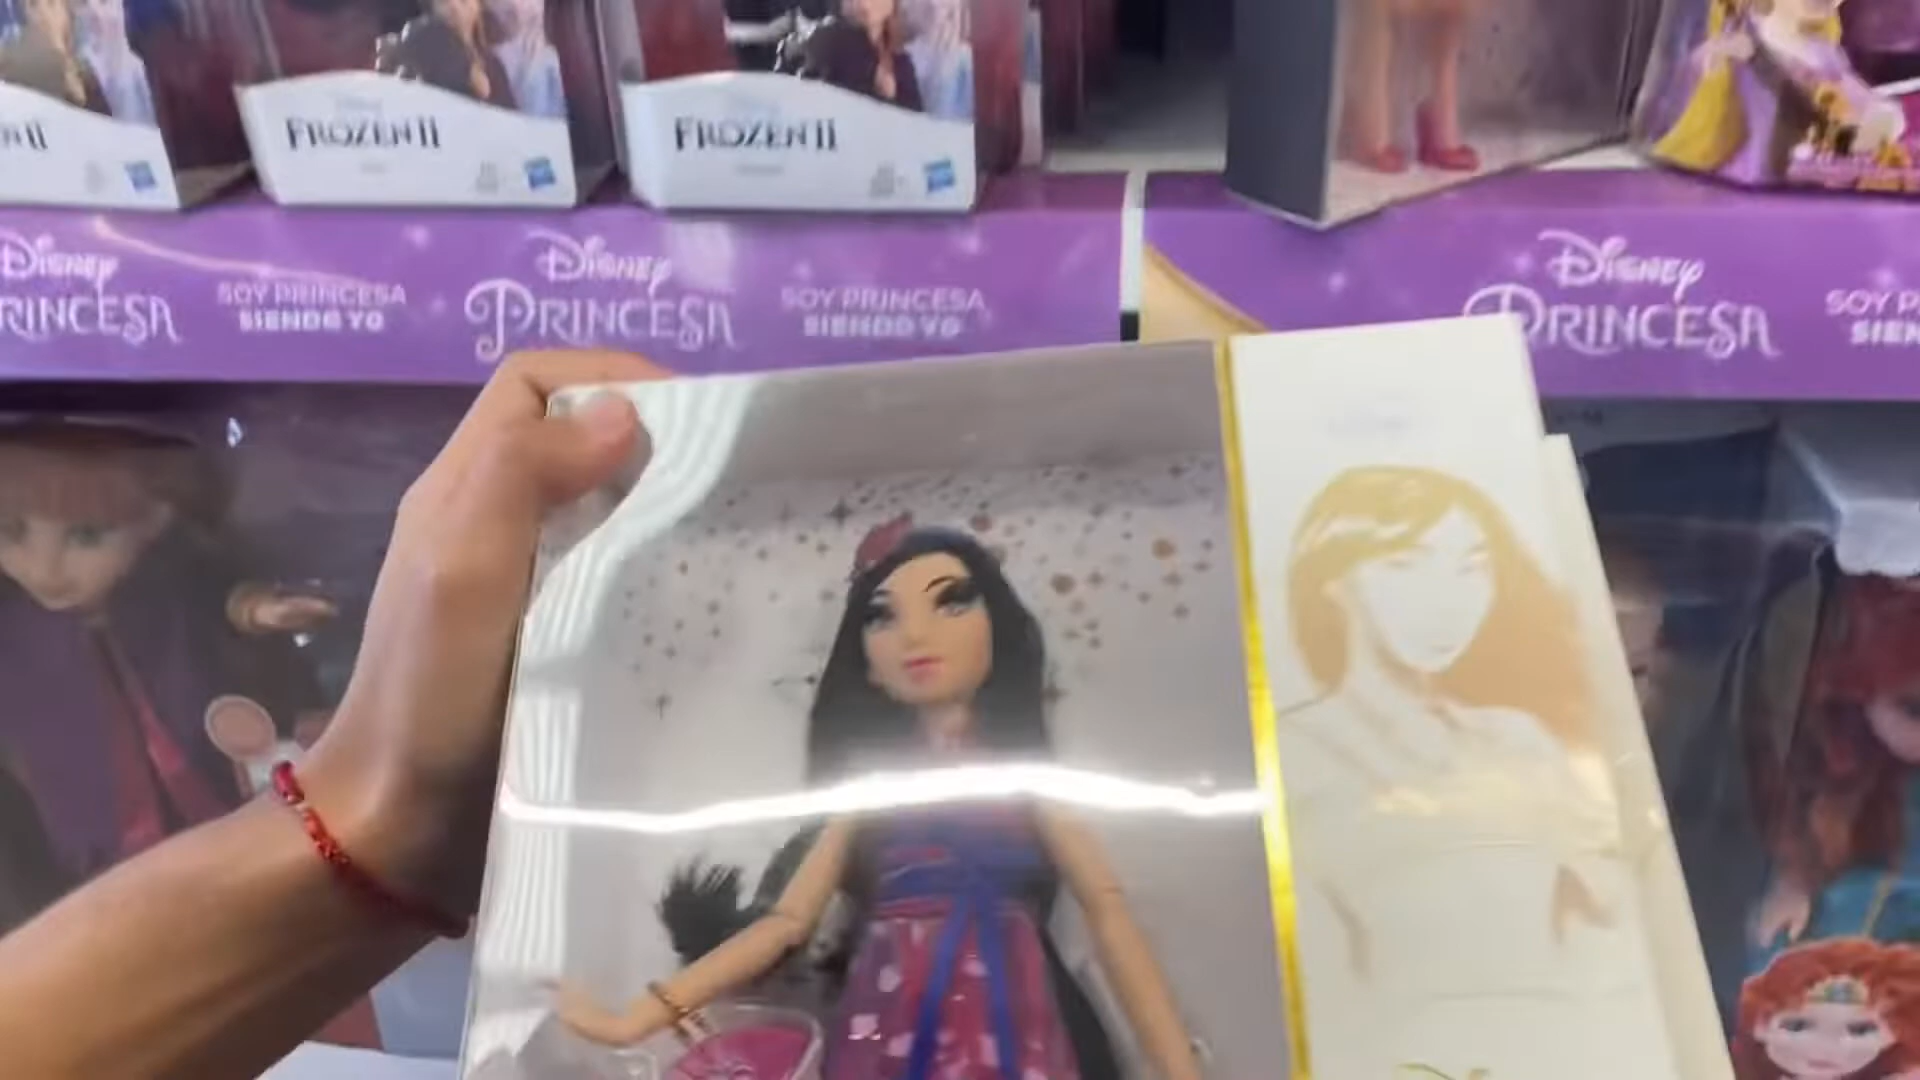 FROZEN II
FROZEN II
Disney
PRINCESA
SOY PRINCESA
SIENDO YO
Disney
PRINCESA
SOY PRINCESA
SIENDO YO
Disney
PRINCESA